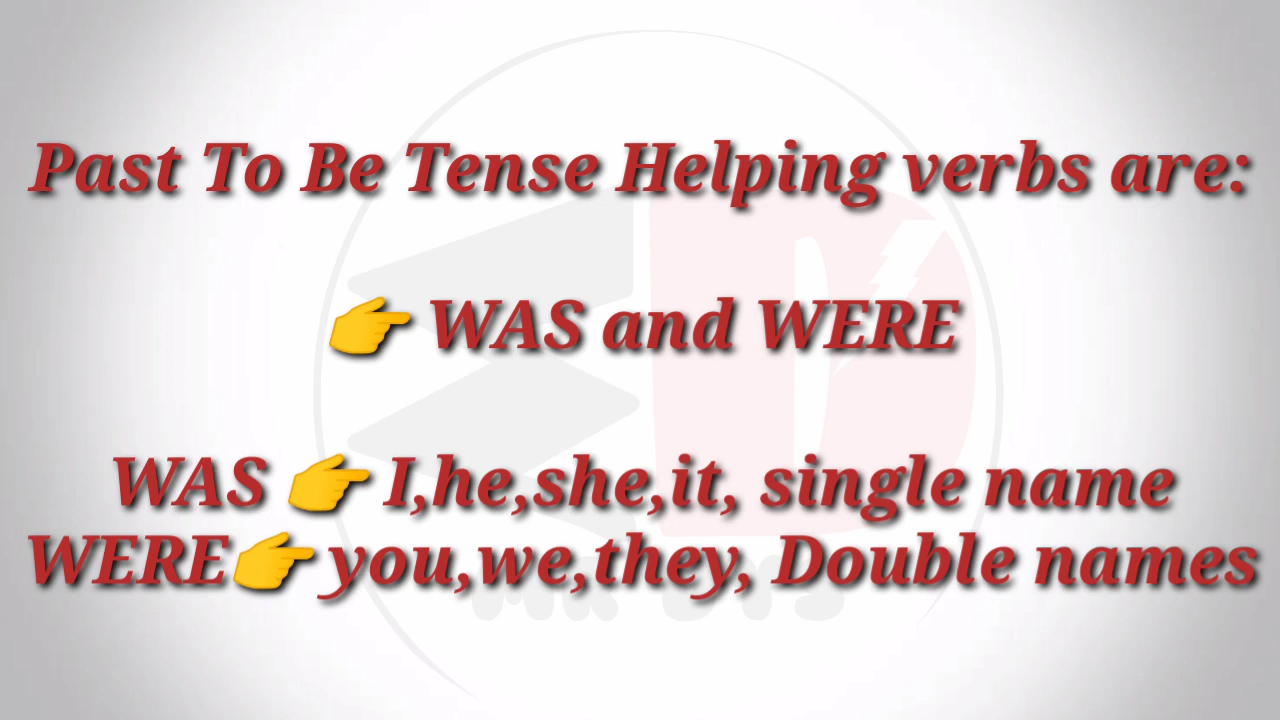 Past To Be Tense Helping verbs are:
👉 WAS and WERE
WAS 👉 I,he,she,it, single name
WERE👉 you,we,they, Double names